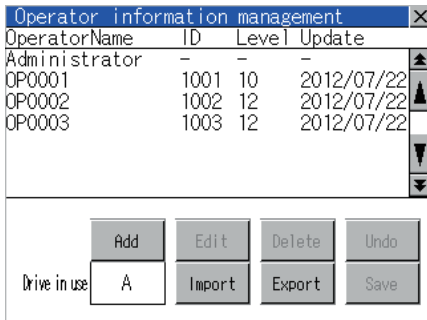 Operator information management ×
OperatorName ID Level Update
Administrator - - -
OP0001 1001 10 2012/07/22
OP0002 1002 12 2012/07/22
OP0003 1003 12 2012/07/22
Add Edit Delete Undo
Drive in use A Import Export Save